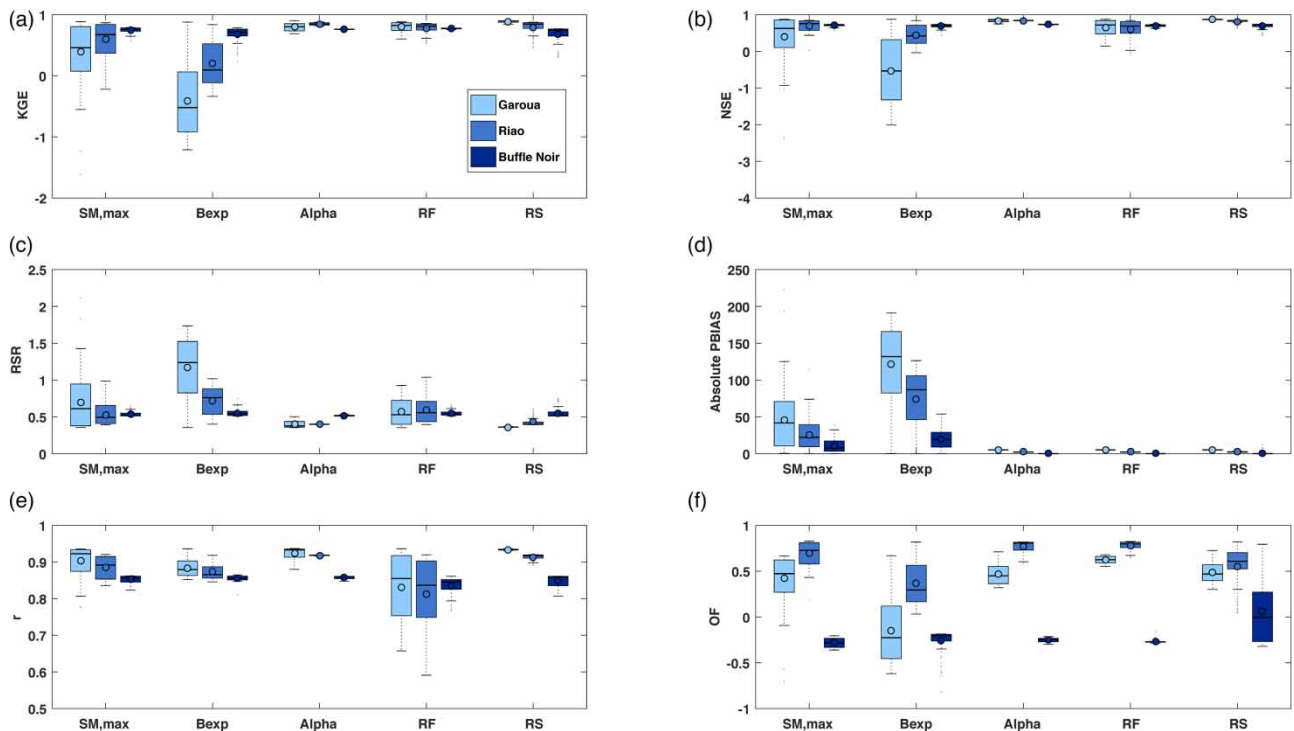 (a)
1
0
-1
-2
KGE
Garoua
Riao
Buffle Noir
SM,max Bexp Alpha RF RS
(b)
1
0
-1
-2
-3
-4
NSE
SM,max Bexp Alpha RF RS
(c)
2.5
2
1.5
1
0.5
0
RSR
SM,max Bexp Alpha RF RS
(d)
250
200
150
100
50
0
Absolute PBIAS
SM,max Bexp Alpha RF RS
(e)
1
0.9
0.8
0.7
0.6
0.5
r
SM,max Bexp Alpha RF RS
(f)
1
0.5
0
-0.5
-1
OF
SM,max Bexp Alpha RF RS